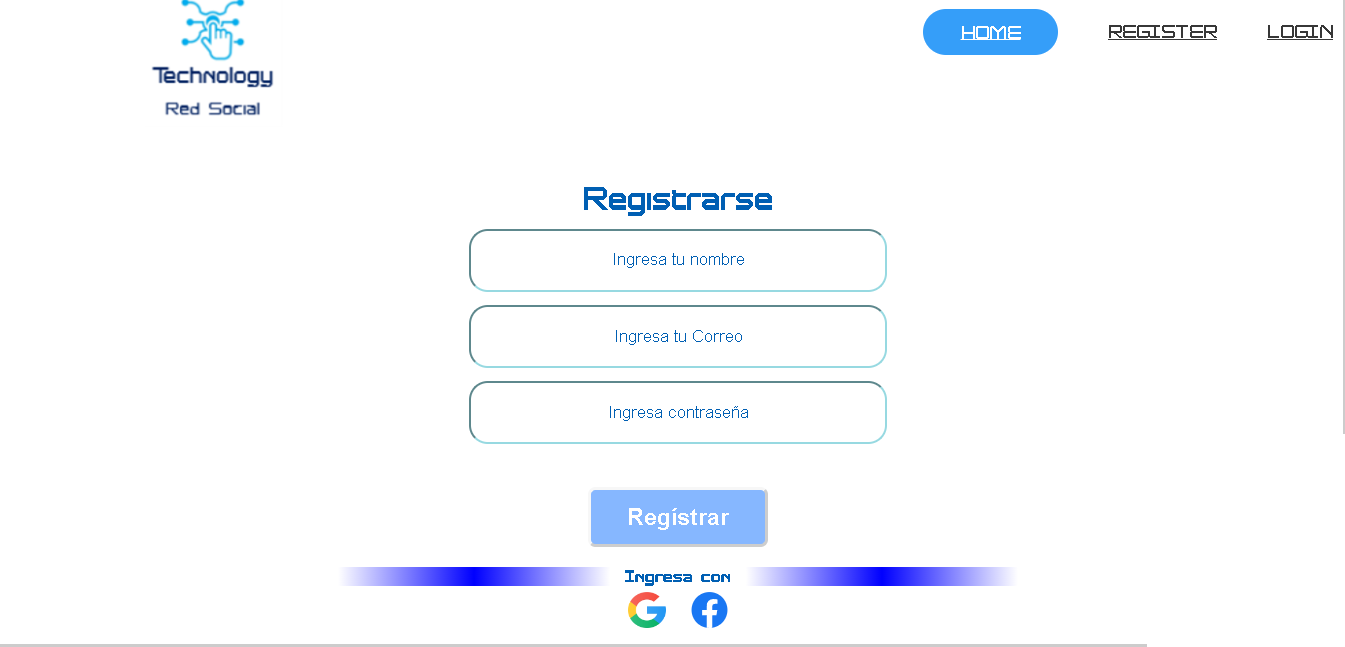 HOME REGISTER LOGIN
Technology
Red Social
Registrarse
Ingresa tu nombre
Ingresa tu Correo
Ingresa contraseña
Regístrar
Ingresa con